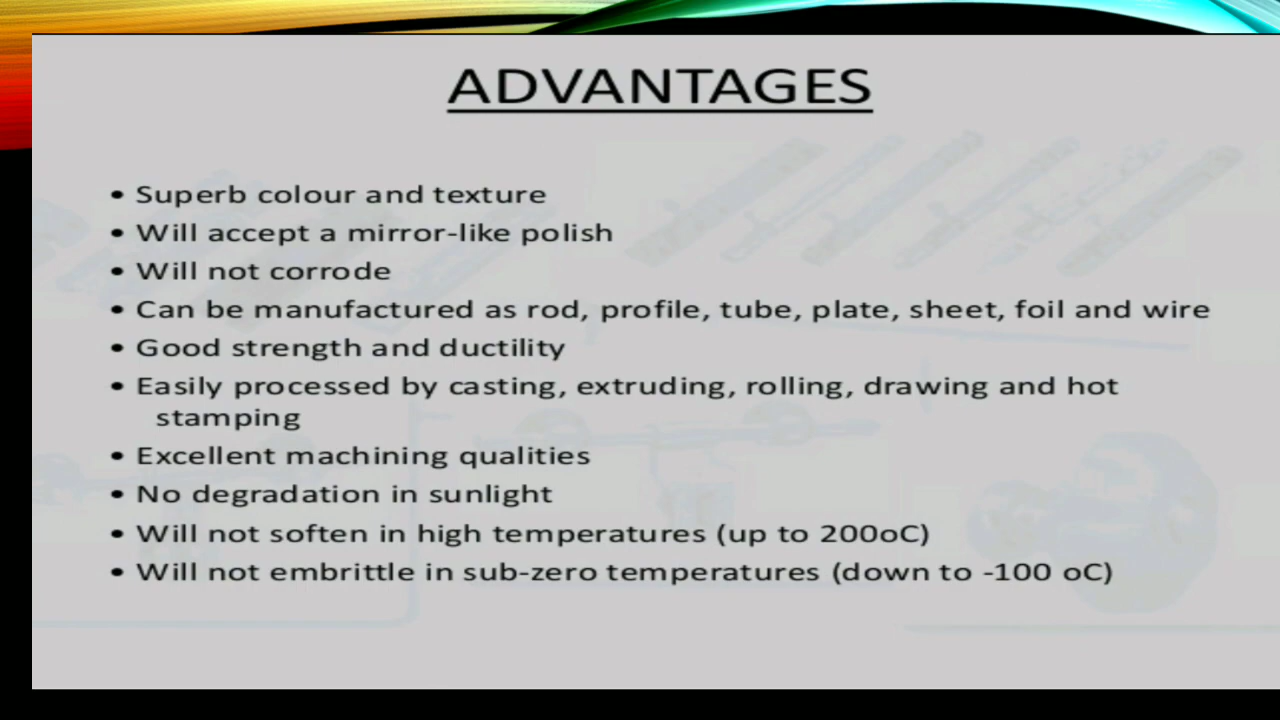 ADVANTAGES
• Superb colour and texture
• Will accept a mirror-like polish
• Will not corrode
• Can be manufactured as rod, profile, tube, plate, sheet, foil and wire
• Good strength and ductility
• Easily processed by casting, extruding, rolling, drawing and hot
stamping
• Excellent machining qualities
• No degradation in sunlight
• Will not soften in high temperatures (up to 200oC)
• Will not embrittle in sub-zero temperatures (down to -100 oC)